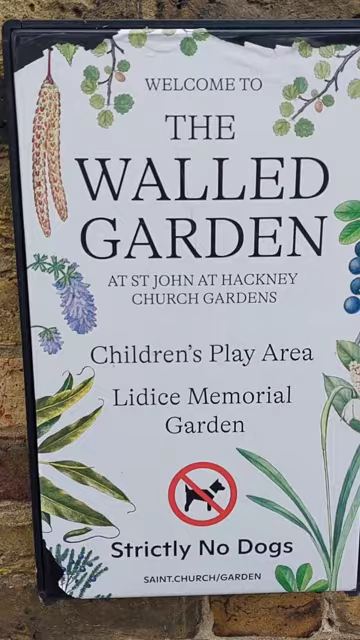 WELCOME TO
THE
WALLED
GARDEN
AT ST JOHN AT HACKNEY
CHURCH GARDENS
Children's Play Area
Lidice Memorial
Garden
Strictly No Dogs
SAINT.CHURCH/GARDEN